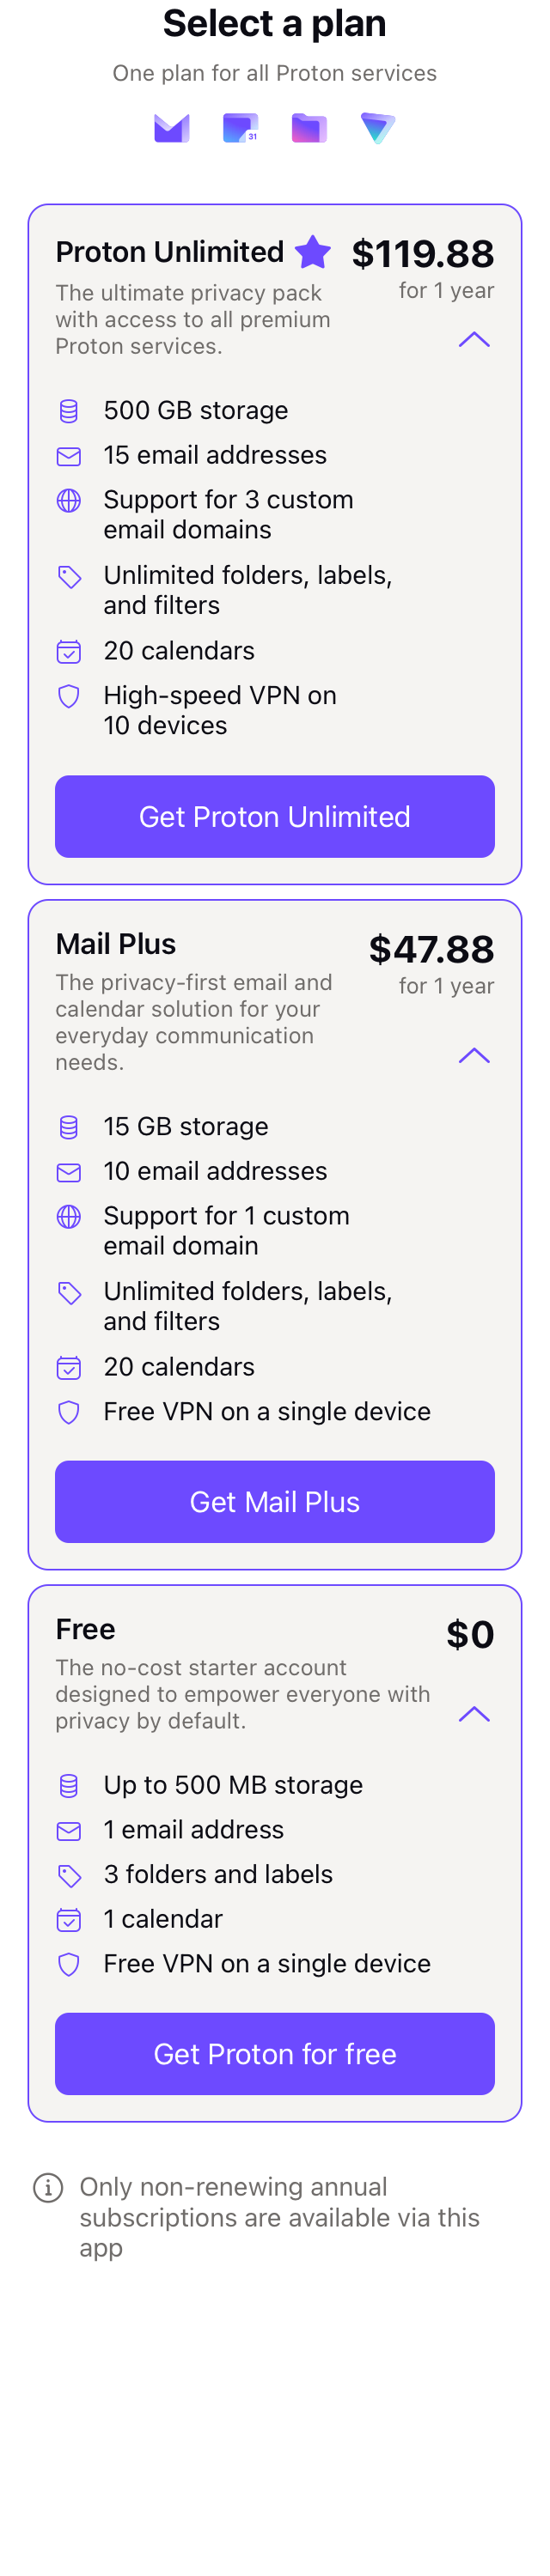 Select a plan
One plan for all Proton services
31
Proton Unlimited
$119.88
for 1 year
The ultimate privacy pack
with access to all premium
Proton services.
500 GB storage
15 email addresses
Support for 3 custom
email domains
Unlimited folders, labels,
and filters
20 calendars
High-speed VPN on
10 devices
Get Proton Unlimited
Mail Plus
$47.88
for 1 year
The privacy-first email and
calendar solution for your
everyday communication
needs.
15 GB storage
10 email addresses
Support for 1 custom
email domain
Unlimited folders, labels,
and filters
20 calendars
Free VPN on a single device
Get Mail Plus
Free
$0
The no-cost starter account
designed to empower everyone with
privacy by default.
Up to 500 MB storage
1 email address
3 folders and labels
1 calendar
Free VPN on a single device
Get Proton for free
Only non-renewing annual
subscriptions are available via this
app